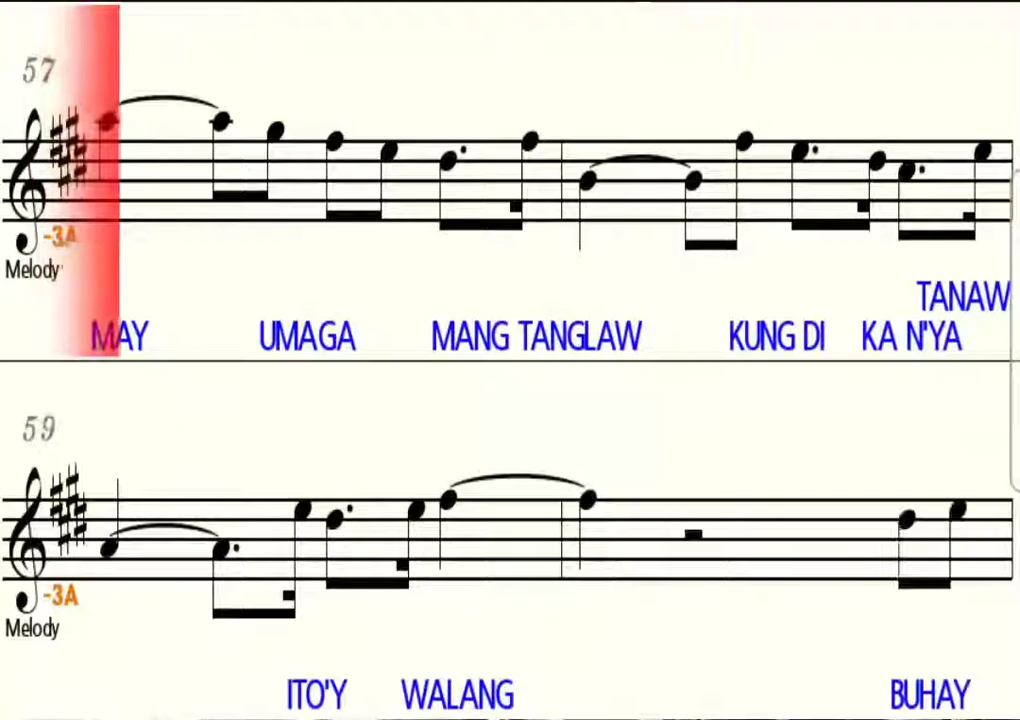 57
-3A
Melody
TANAW
MAY UMAGA MANG TANGLAW KUNG DI KA N'YA
59
-3A
Melody
ITO'Y WALANG BUHAY